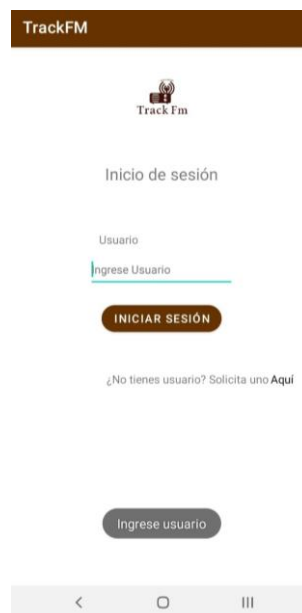 TrackFM
Track Fm
Inicio de sesión
Usuario
Ingrese Usuario
INICIAR SESIÓN
¿No tienes usuario? Solicita uno Aquí
Ingrese usuario